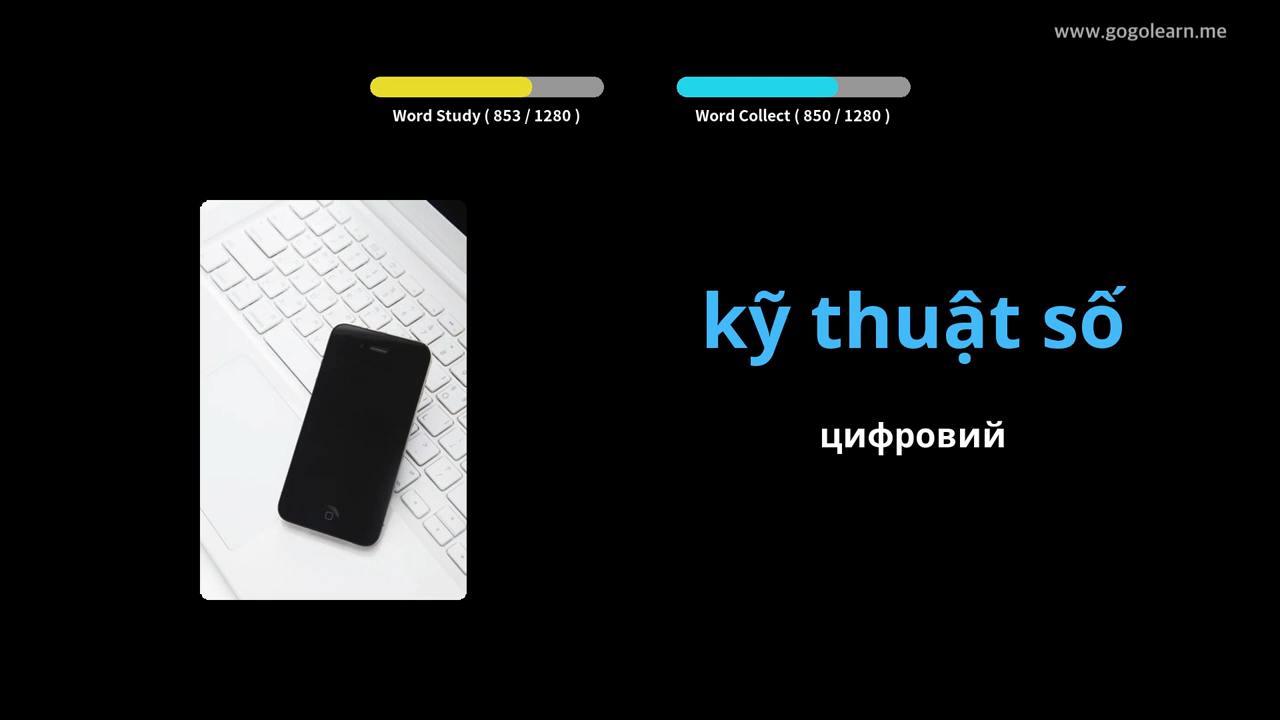 www.gogolearn.me
Word Study ( 853 / 1280 )
Word Collect ( 850 / 1280 )
kỹ thuật số
цифровий